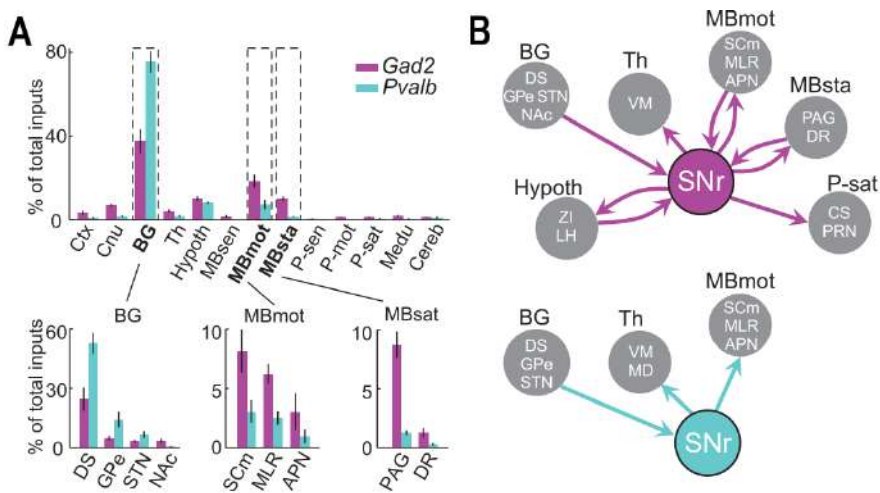 A
% of total inputs
80
40
0
Gad2
Pvalb
Ctx
Cnu
BG
Th
Hypoth
MBsen
MBmot
MBsta
P-sen
P-mot
P-sat
Medu
Cereb
BG
% of total inputs
60
30
0
DS
GPe
STN
NAc
MBmot
10
5
0
SCm
MLR
APN
MBsat
10
5
0
PAG
DR
B
BG
DS
GPe STN
NAc
Th
VM
MBmot
SCm
MLR
APN
MBsta
PAG
DR
SNr
Hypoth
ZI
LH
P-sat
CS
PRN
BG
DS
GPe
STN
Th
VM
MD
MBmot
SCm
MLR
APN
SNr